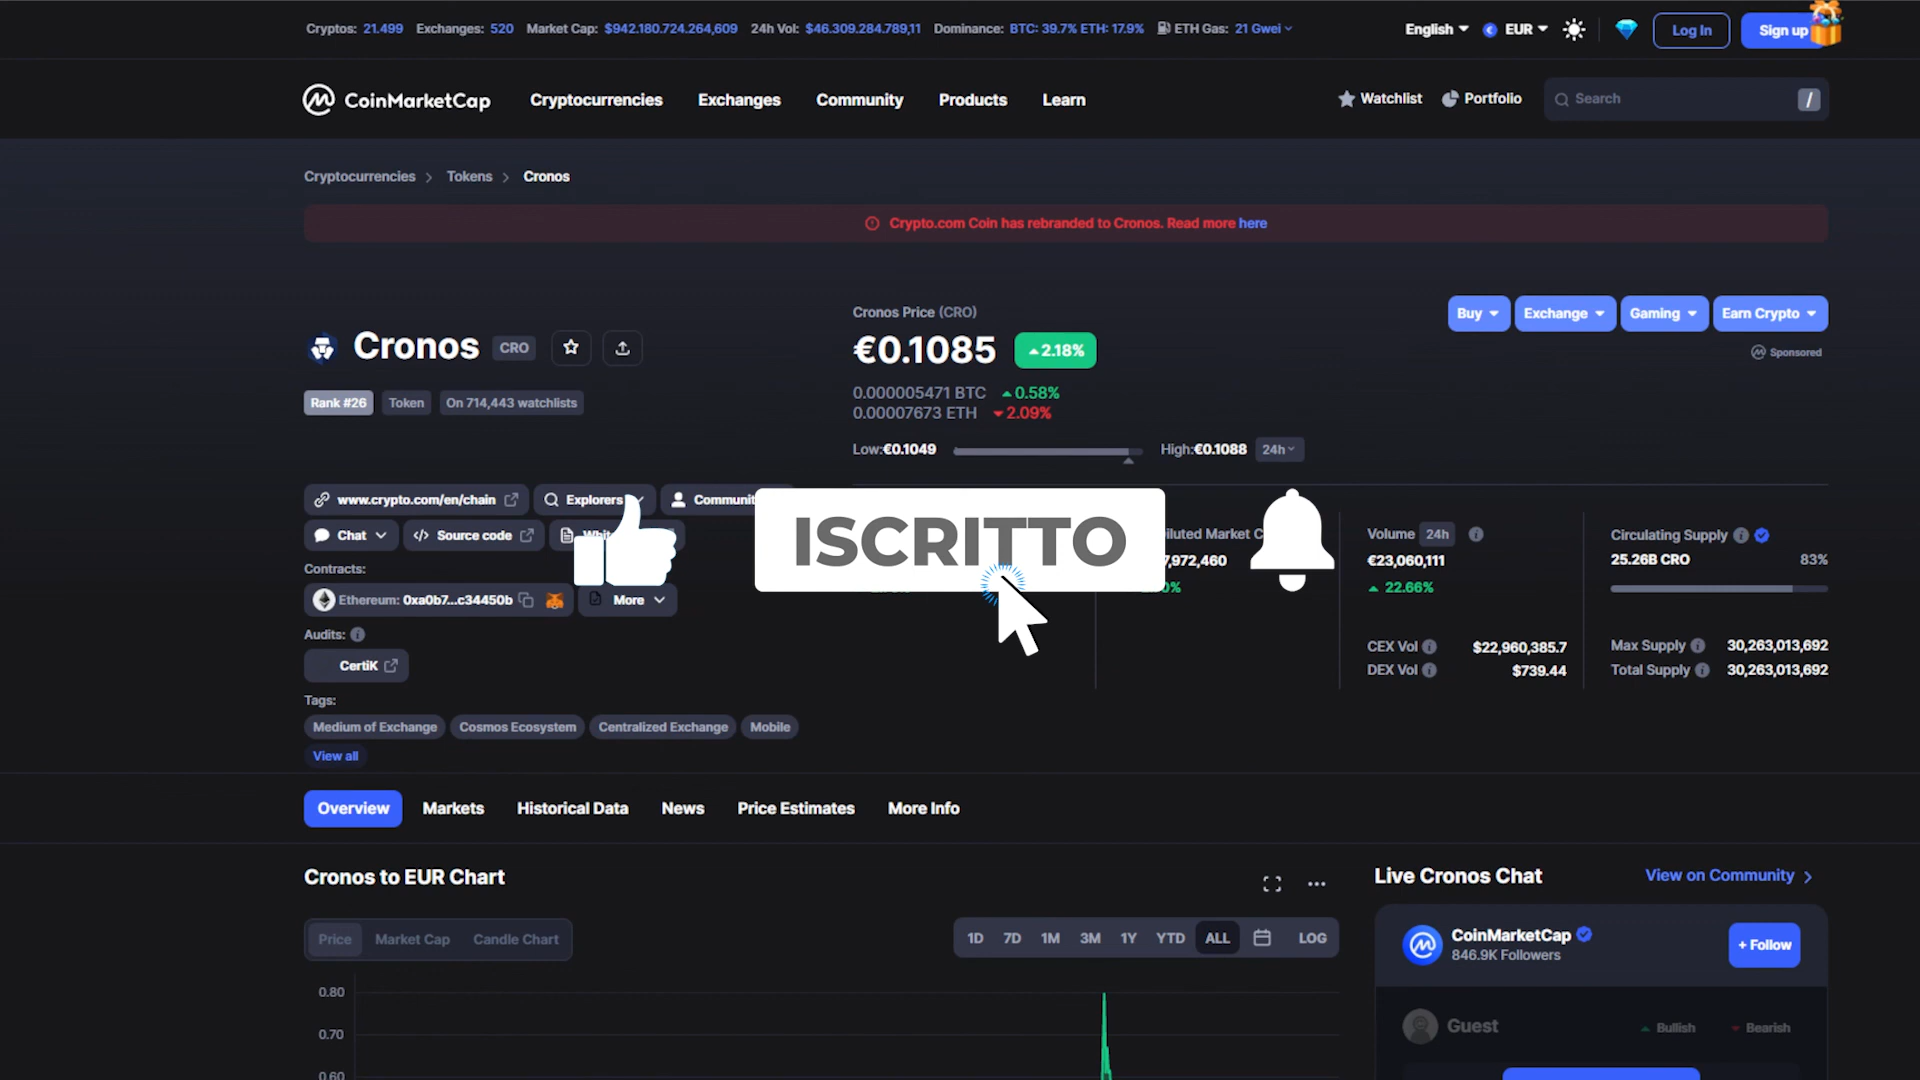 Cryptos: 21.499 Exchanges: 520 Market Cap: $942.180.724.264,609 24h Vol: $46.309.284.789,11 Dominance: BTC: 39.7% ETH: 17.9% ETH Gas: 21 Gwei
English EUR Log In Sign up
CoinMarketCap Cryptocurrencies Exchanges Community Products Learn Watchlist Portfolio Search /
Cryptocurrencies > Tokens > Cronos
Crypto.com Coin has rebranded to Cronos. Read more here
Cronos Price (CRO)
Buy Exchange Gaming Earn Crypto
Cronos CRO
€0.1085 2.18%
Sponsored
0.000005471 BTC 0.58%
Rank #26 Token On 714,443 watchlists
0.00007673 ETH 2.09%
Low:€0.1049 High:€0.1088 24h
www.crypto.com/en/chain Explorers
Chat Source code
ISCRITTO
Volume 24h
€23,060,111
22.66%
CEX Vol $22,960,385.7
DEX Vol $739.44
Circulating Supply
25.26B CRO 83%
Max Supply 30,263,013,692
Total Supply 30,263,013,692
Contracts:
Ethereum: 0xa0b7...c34450b More
Audits:
CertiK
Tags:
Medium of Exchange Cosmos Ecosystem Centralized Exchange Mobile
View all
Overview Markets Historical Data News Price Estimates More Info
Cronos to EUR Chart
Price Market Cap Candle Chart
1D 7D 1M 3M 1Y YTD ALL LOG
0.80
0.70
0.60
Live Cronos Chat View on Community >
CoinMarketCap
846.9K Followers
+ Follow
Guest Bullish Bearish